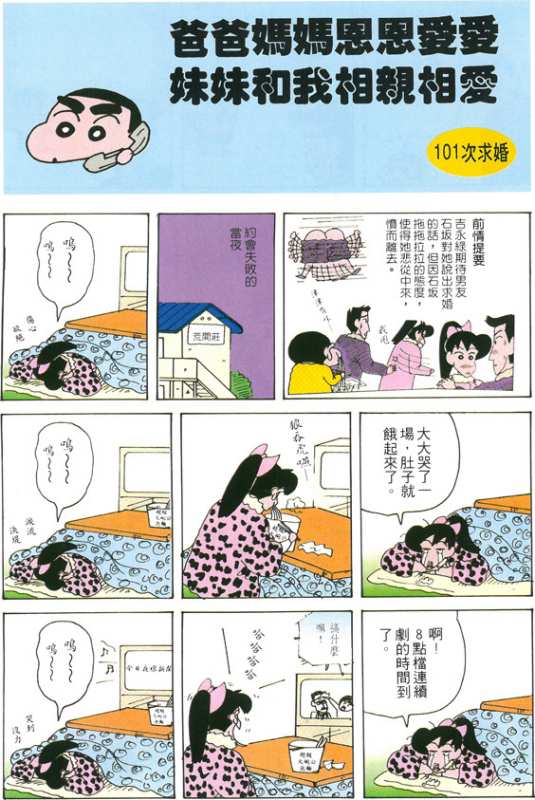 爸爸媽媽恩恩愛愛
妹妹和我相親相愛
101次求婚
前情提要
吉永綠期待男友
石坂對她說出求婚
的話，但因石坂
拖拖拉拉的態度，
使得她悲從中來，
憤而離去。
我甩
約會失敗的
當夜
荒間莊
嗚～～
嗚～～
傷心
欲絕
大大哭了一
場，肚子就
餓起來了。
狼吞虎嚥
嗚～～
嗚～～
淚流
啊！
8點檔連續
劇的時間到
了。
搞什麼
嘛！
哈哈
哈哈
嗚～～
嗚～～
哭到
沒力